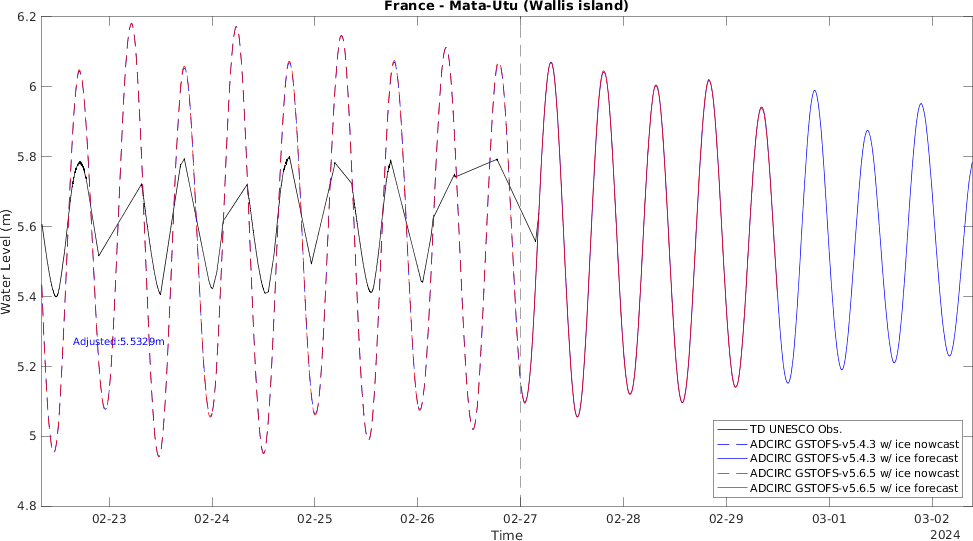 France - Mata-Utu (Wallis island)
6.2
6
5.8
5.6
5.4
5.2
5
4.8
Water Level (m)
Adjusted:5.5329m
TD UNESCO Obs.
ADCIRC GSTOFS-v5.4.3 w/ ice nowcast
ADCIRC GSTOFS-v5.4.3 w/ ice forecast
ADCIRC GSTOFS-v5.6.5 w/ ice nowcast
ADCIRC GSTOFS-v5.6.5 w/ ice forecast
02-23 02-24 02-25 02-26 02-27 02-28 02-29 03-01 03-02
Time
2024